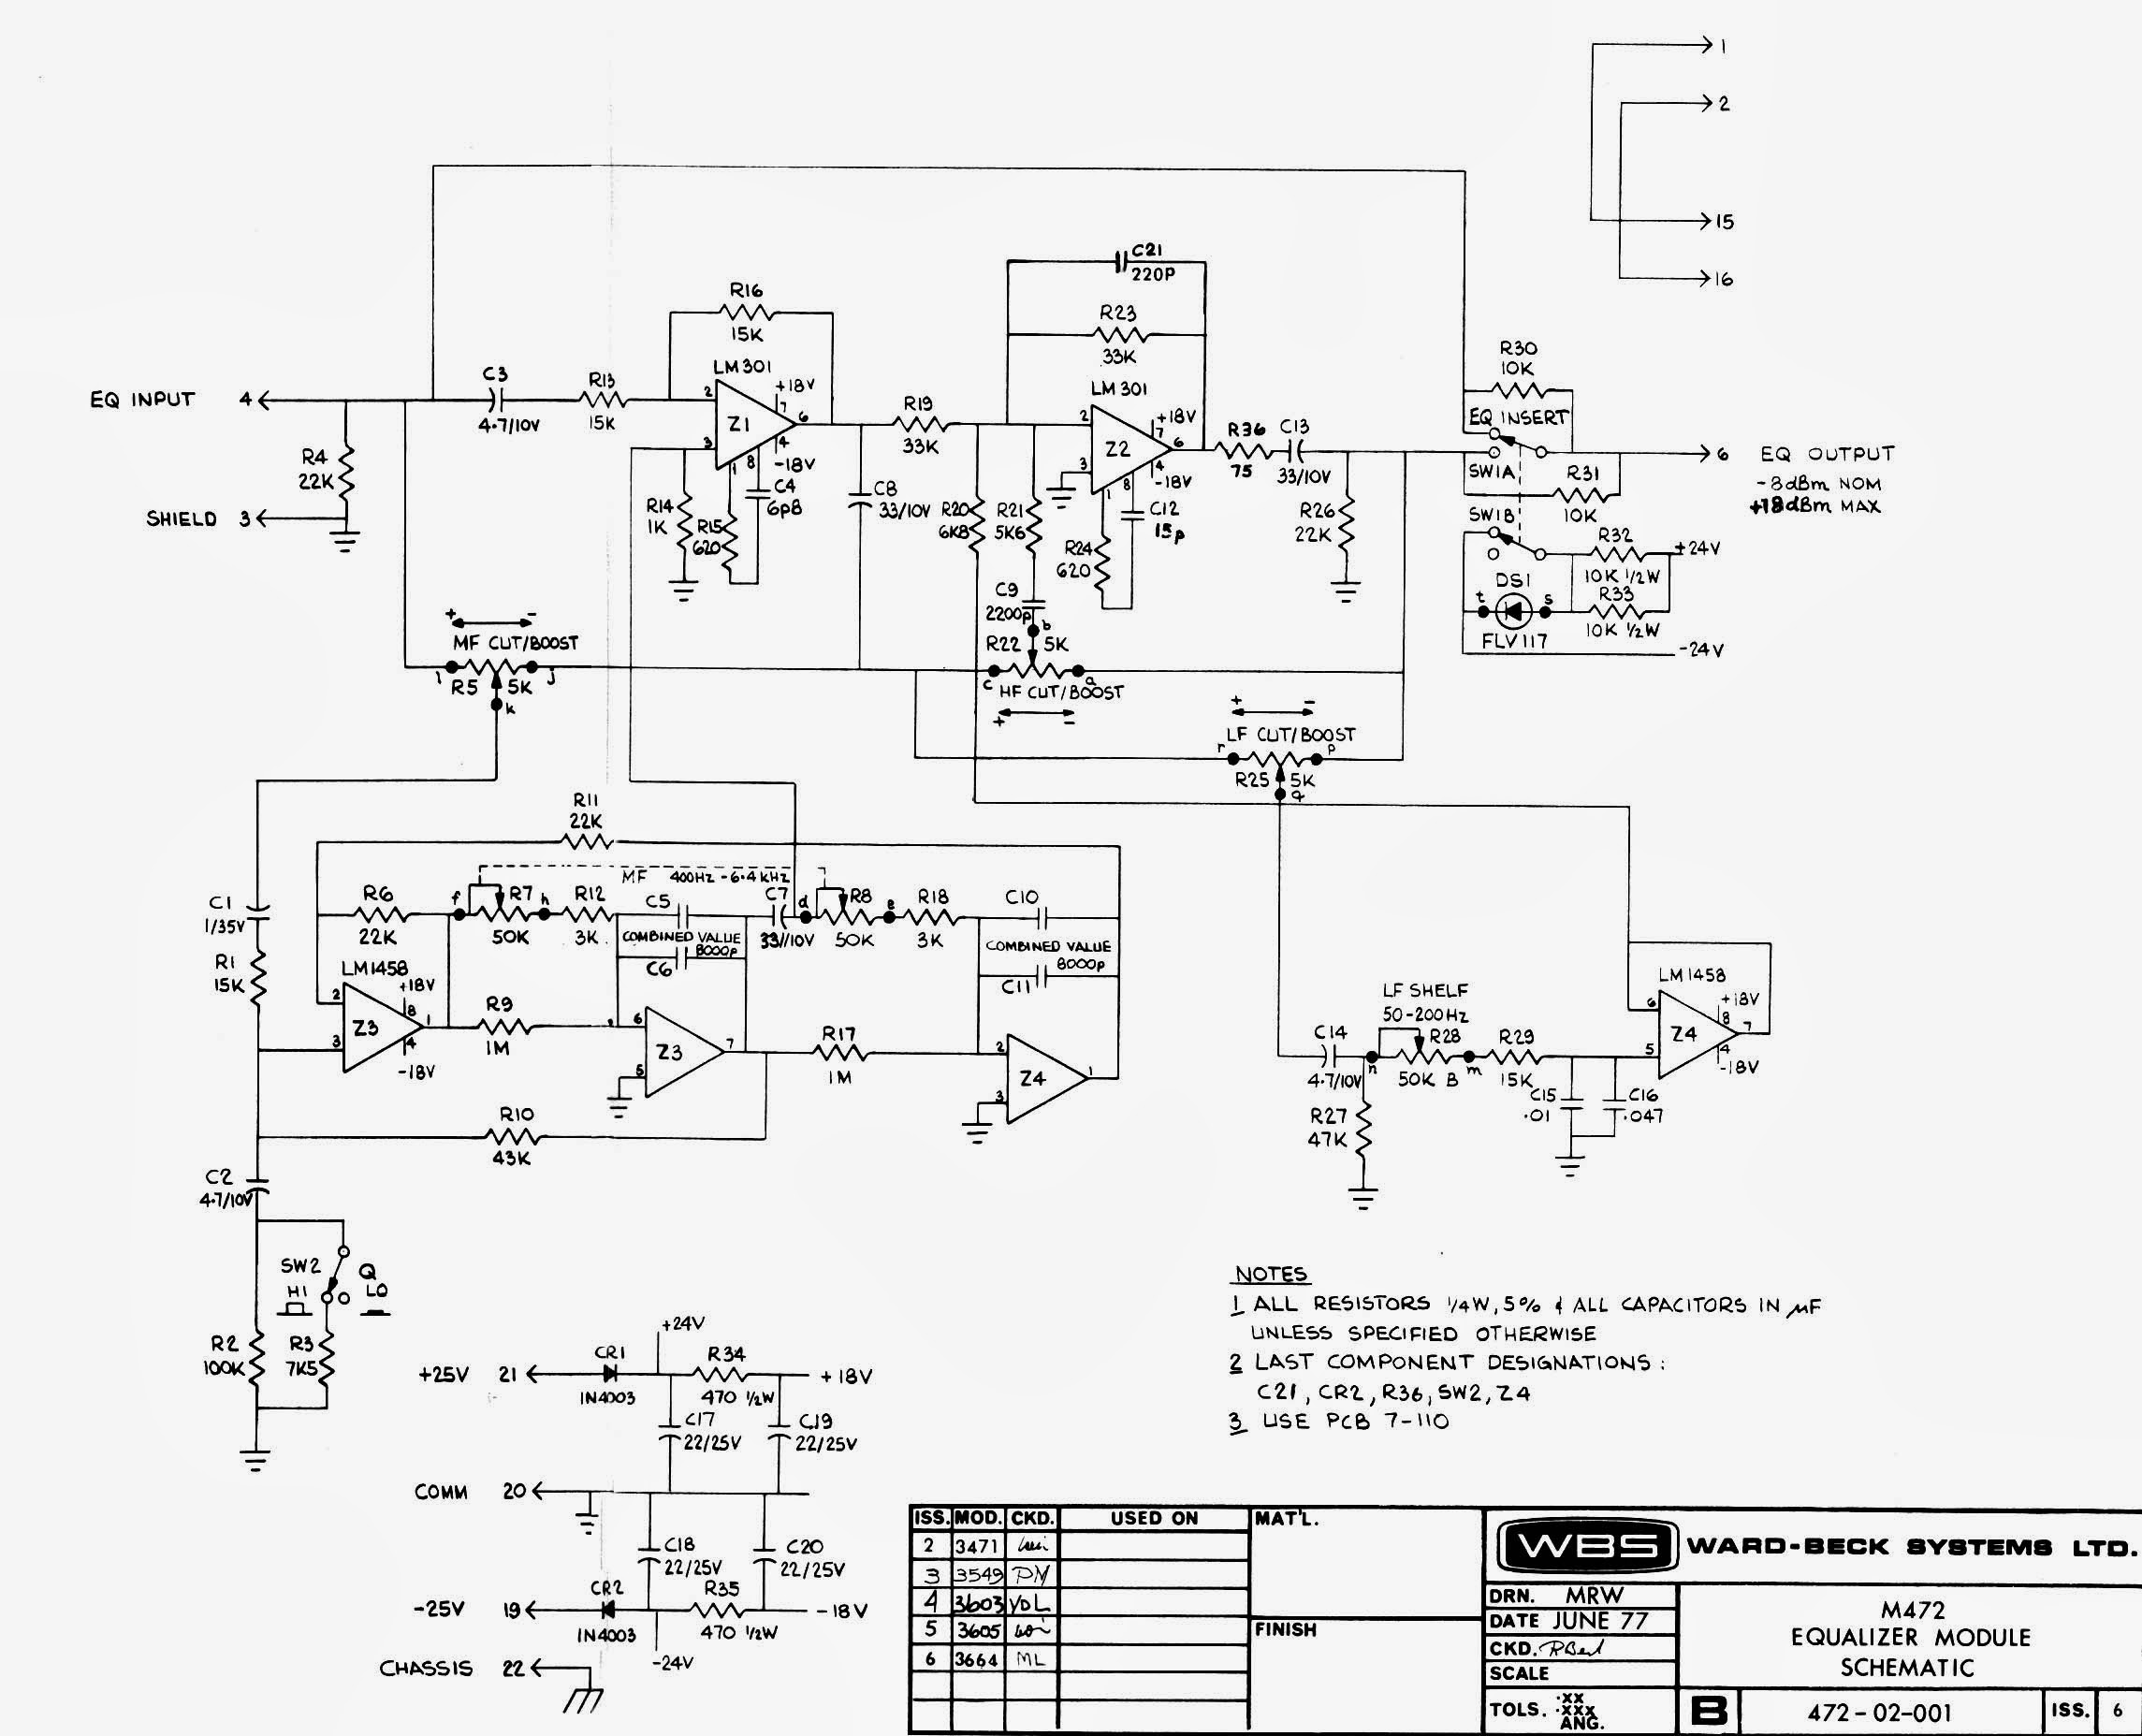 1
2
15
16
C21
220P
R16
15K
R23
33K
LM301
LM 301
EQ INPUT 4
C3
4.7/10V
R13
15K
2
3
Z1
+18V
7
6
4
-18V
1
8
R19
33K
2
3
Z2
+18V
7
6
4
-18V
1
8
R36
75
C13
33/10V
R30
10K
EQ INSERT
SW1A
6 EQ OUTPUT
-8dBm NOM
+18dBm MAX
R31
10K
SW1B
R32
10K 1/2W
+24V
R33
10K 1/2W
DS1
t
s
FLV117
-24V
R4
22K
SHIELD 3
R14
1K
R15
620
C4
6p8
C8
33/10V
R20
6K8
R21
5K6
R24
620
C12
15p
R26
22K
C9
2200p
b
+ -
MF CUT/BOOST
l
R5 5K
j
k
R22 5K
c
a
HF CUT/BOOST
+ -
+ -
LF CUT/BOOST
r
p
R25 5K
q
R11
22K
MF 400HZ-6.4KHZ
R6
22K
f
R7
h
50K
R12
3K
C5
COMBINED VALUE
8000p
C6
C7
33/10V
d
R8
e
50K
R18
3K
C10
COMBINED VALUE
8000p
C11
C1
1/35V
R1
15K
LM1458
+18V
2
3
Z3
8
1
4
-18V
R9
1M
6
5
Z3
7
R17
1M
2
3
Z4
1
R10
43K
C2
4.7/10V
SW2
HI
Q
LO
R2
100K
R3
7K5
C14
4.7/10V
n
LF SHELF
50-200HZ
R28
50K B
m
R29
15K
R27
47K
C15
.01
C16
.047
LM1458
6
5
Z4
+18V
8
7
4
-18V
+24V
+25V 21
CR1
1N4003
R34
470 1/2W
+18V
C17
22/25V
C19
22/25V
COMM 20
C18
22/25V
C20
22/25V
-25V 19
CR2
1N4003
R35
470 1/2W
-18V
-24V
CHASSIS 22
NOTES
1 ALL RESISTORS 1/4W, 5% & ALL CAPACITORS IN µF
UNLESS SPECIFIED OTHERWISE
2 LAST COMPONENT DESIGNATIONS:
C21, CR2, R36, SW2, Z4
3 USE PCB 7-110
ISS. MOD. CKD. USED ON MAT'L.
2 3471
3 3549 PM
4 3603 YDL
5 3605
6 3664 ML
FINISH
WBS WARD-BECK SYSTEMS LTD.
DRN. MRW
DATE JUNE 77
CKD.
SCALE
TOLS. .XX
.XXX
ANG.
M472
EQUALIZER MODULE
SCHEMATIC
B 472-02-001 ISS. 6